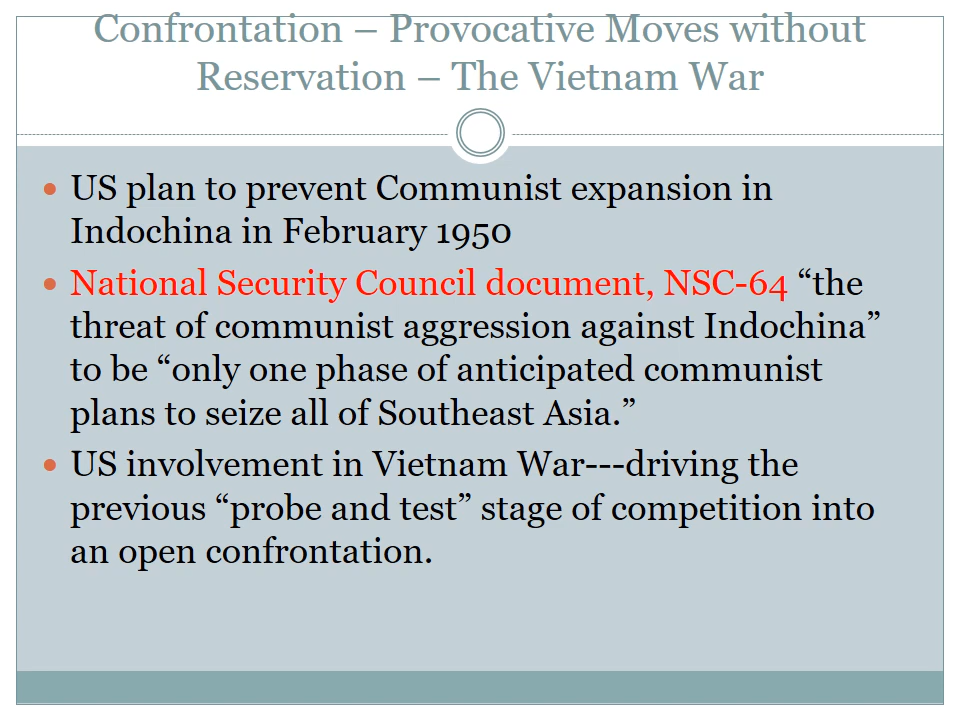 Confrontation – Provocative Moves without
Reservation – The Vietnam War
• US plan to prevent Communist expansion in
Indochina in February 1950
• National Security Council document, NSC-64 “the
threat of communist aggression against Indochina”
to be “only one phase of anticipated communist
plans to seize all of Southeast Asia.”
• US involvement in Vietnam War---driving the
previous “probe and test” stage of competition into
an open confrontation.